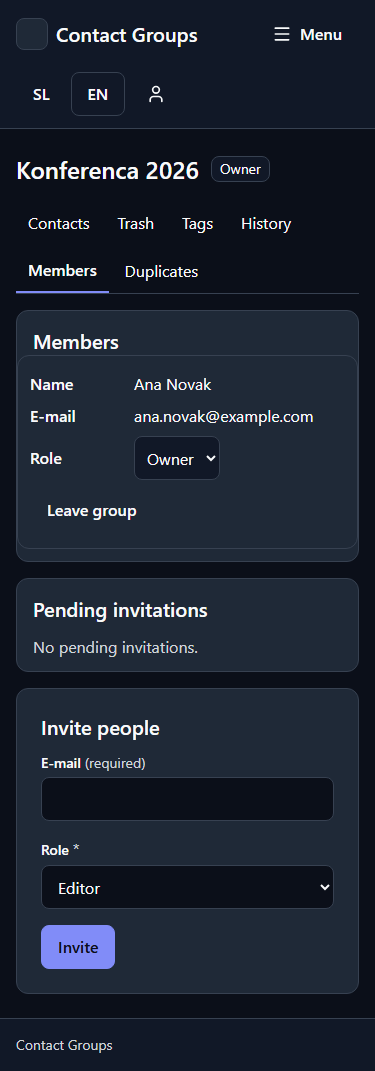 Contact Groups
Menu
SL
EN
Konferenca 2026
Owner
Contacts
Trash
Tags
History
Members
Duplicates
Members
Name
Ana Novak
E-mail
ana.novak@example.com
Role
Owner
Leave group
Pending invitations
No pending invitations.
Invite people
E-mail (required)
Role *
Editor
Invite
Contact Groups